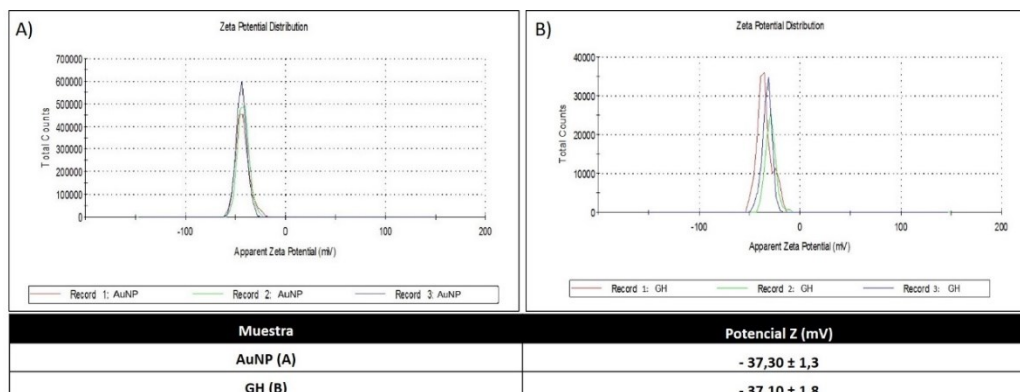 A)
Zeta Potential Distribution
700000
600000
500000
400000
300000
200000
100000
0
Total Counts
-100
0
100
200
Apparent Zeta Potential (mV)
Record 1: AuNP
Record 2: AuNP
Record 3: AuNP
B)
Zeta Potential Distribution
40000
30000
20000
10000
0
Total Counts
-100
0
100
200
Apparent Zeta Potential (mV)
Record 1: GH
Record 2: GH
Record 3: GH
Muestra Potencial Z (mV)
AuNP (A) - 37,30 ± 1,3
GH (B) - 37,10 ± 1,8